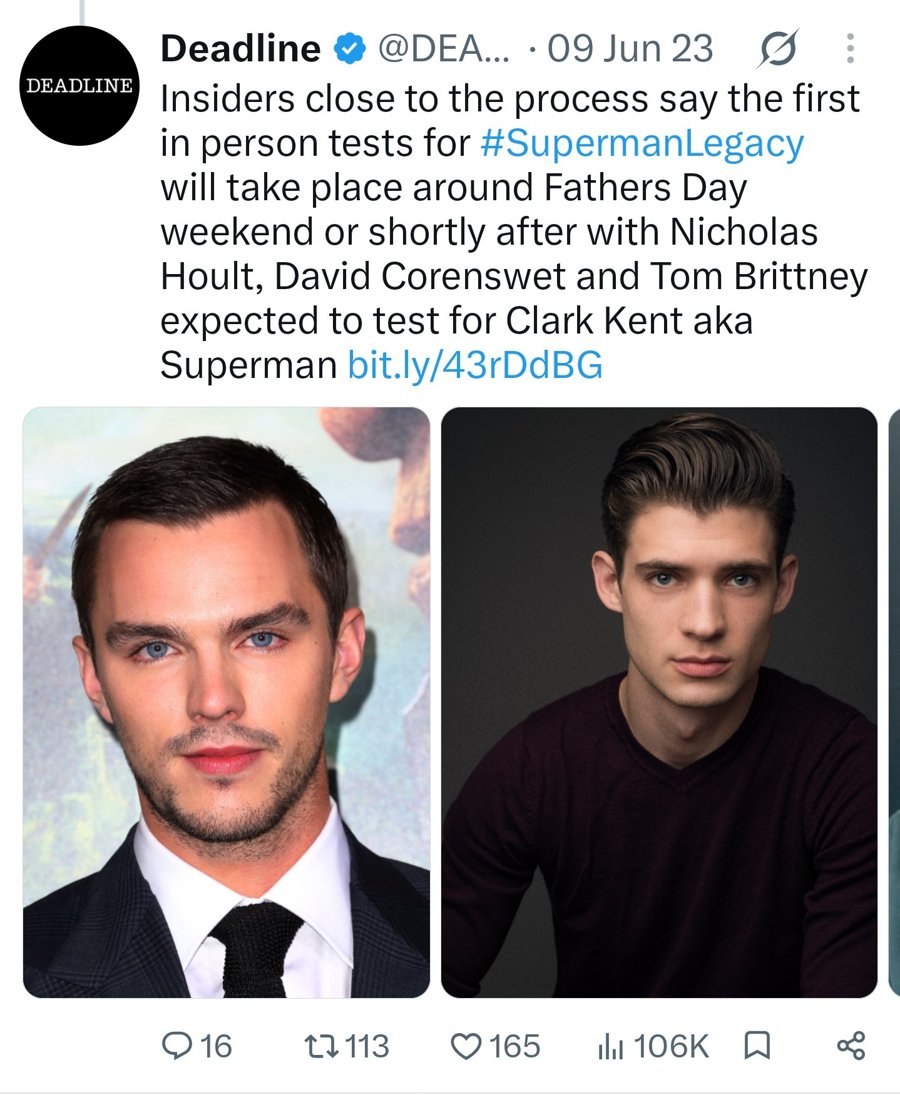 DEADLINE
Deadline @DEA... · 09 Jun 23
Insiders close to the process say the first
in person tests for #SupermanLegacy
will take place around Fathers Day
weekend or shortly after with Nicholas
Hoult, David Corenswet and Tom Brittney
expected to test for Clark Kent aka
Superman bit.ly/43rDdBG
16 113 165 106K